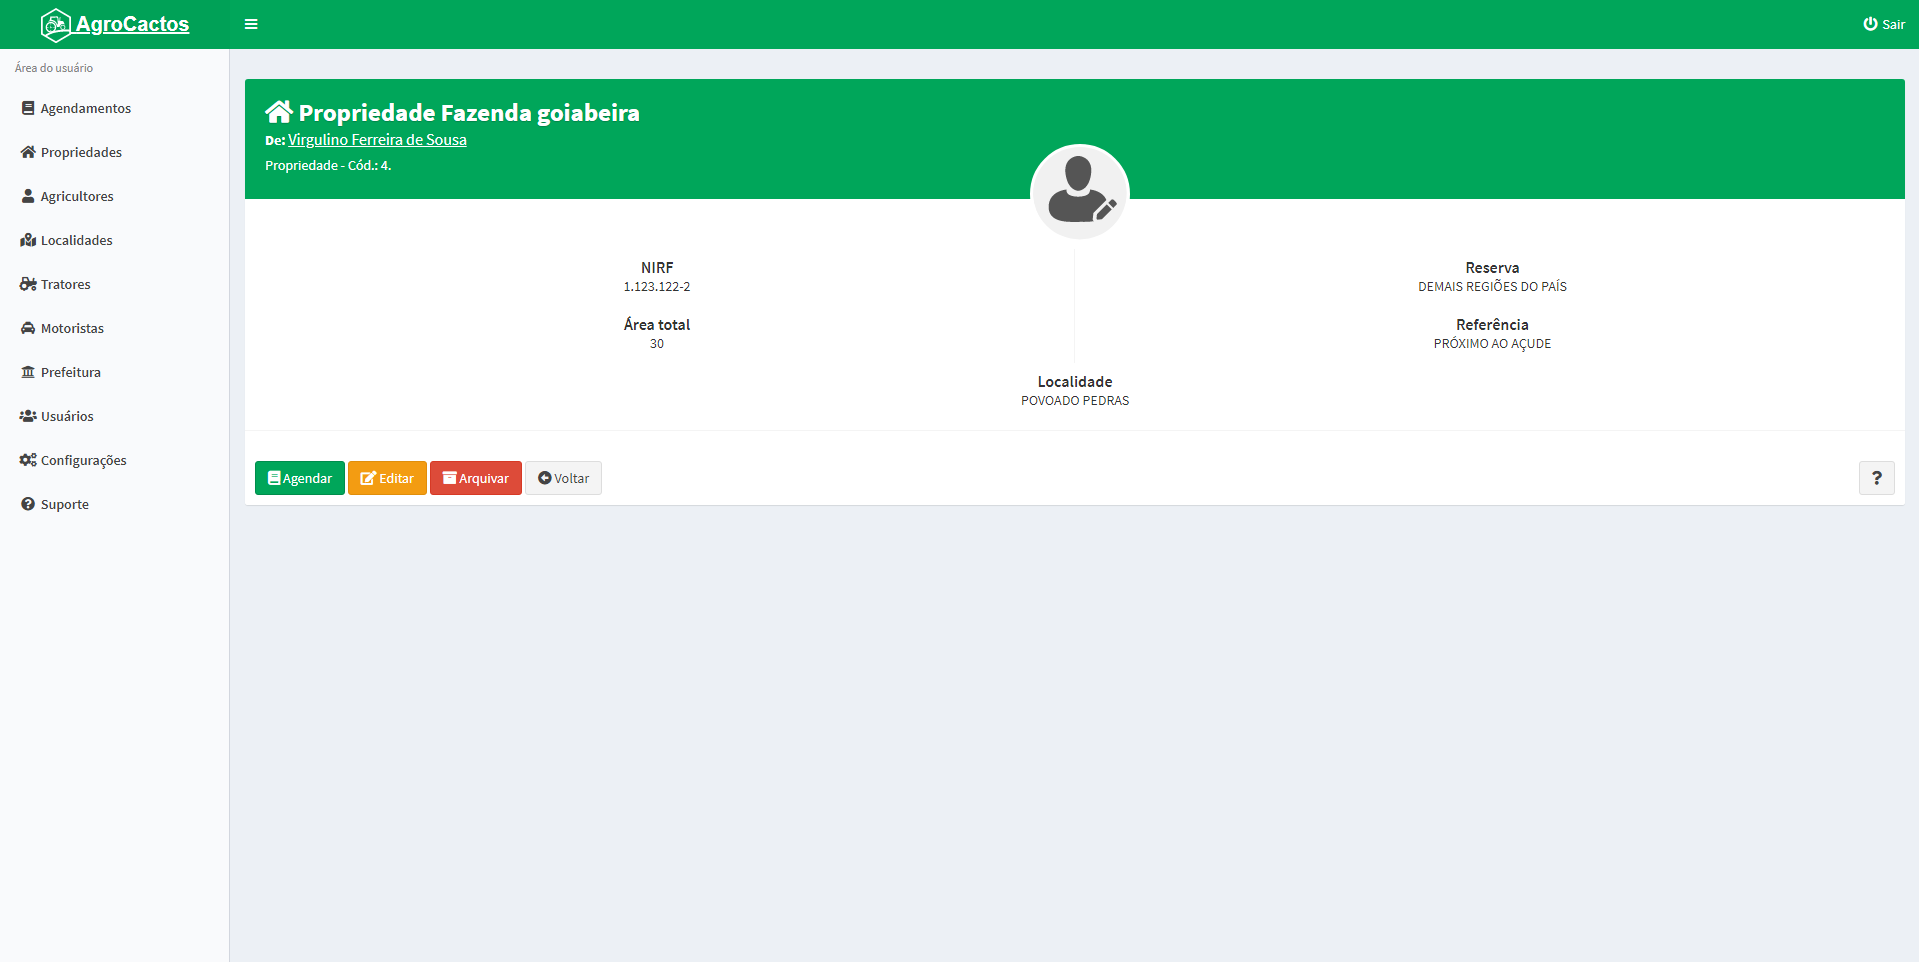 AgroCactos
Sair
Área do usuário
Agendamentos
Propriedades
Agricultores
Localidades
Tratores
Motoristas
Prefeitura
Usuários
Configurações
Suporte
Propriedade Fazenda goiabeira
De: Virgulino Ferreira de Sousa
Propriedade - Cód.: 4.
NIRF
1.123.122-2
Reserva
DEMAIS REGIÕES DO PAÍS
Área total
30
Referência
PRÓXIMO AO AÇUDE
Localidade
POVOADO PEDRAS
Agendar Editar Arquivar Voltar ?